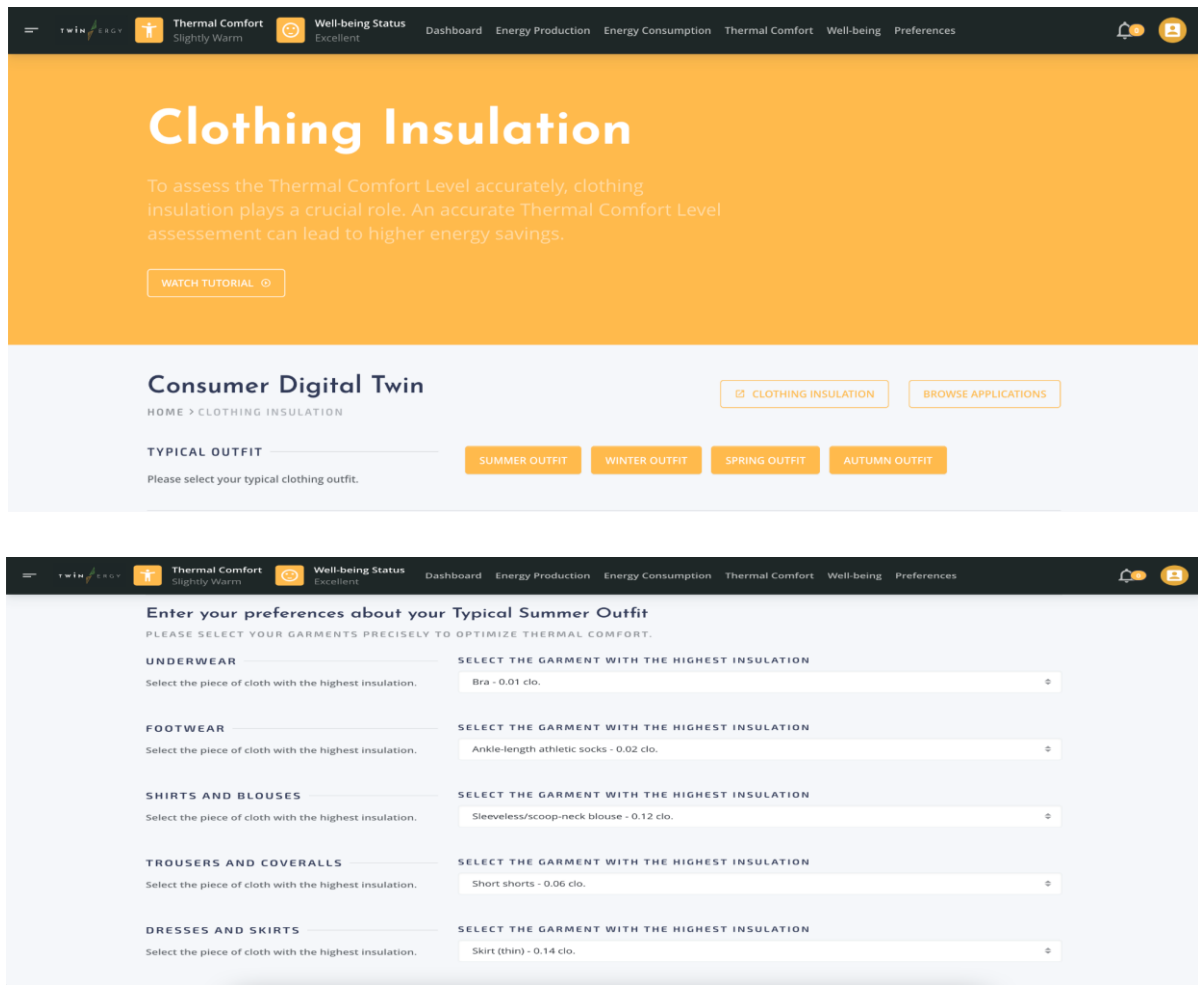 TWINERGY
Thermal Comfort
Slightly Warm
Well-being Status
Excellent
Dashboard Energy Production Energy Consumption Thermal Comfort Well-being Preferences
0
Clothing Insulation
To assess the Thermal Comfort Level accurately, clothing
insulation plays a crucial role. An accurate Thermal Comfort Level
assessement can lead to higher energy savings.
WATCH TUTORIAL
Consumer Digital Twin
HOME > CLOTHING INSULATION
CLOTHING INSULATION
BROWSE APPLICATIONS
TYPICAL OUTFIT
Please select your typical clothing outfit.
SUMMER OUTFIT WINTER OUTFIT SPRING OUTFIT AUTUMN OUTFIT
TWINERGY
Thermal Comfort
Slightly Warm
Well-being Status
Excellent
Dashboard Energy Production Energy Consumption Thermal Comfort Well-being Preferences
0
Enter your preferences about your Typical Summer Outfit
PLEASE SELECT YOUR GARMENTS PRECISELY TO OPTIMIZE THERMAL COMFORT.
UNDERWEAR
Select the piece of cloth with the highest insulation.
SELECT THE GARMENT WITH THE HIGHEST INSULATION
Bra - 0.01 clo.
FOOTWEAR
Select the piece of cloth with the highest insulation.
SELECT THE GARMENT WITH THE HIGHEST INSULATION
Ankle-length athletic socks - 0.02 clo.
SHIRTS AND BLOUSES
Select the piece of cloth with the highest insulation.
SELECT THE GARMENT WITH THE HIGHEST INSULATION
Sleeveless/scoop-neck blouse - 0.12 clo.
TROUSERS AND COVERALLS
Select the piece of cloth with the highest insulation.
SELECT THE GARMENT WITH THE HIGHEST INSULATION
Short shorts - 0.06 clo.
DRESSES AND SKIRTS
Select the piece of cloth with the highest insulation.
SELECT THE GARMENT WITH THE HIGHEST INSULATION
Skirt (thin) - 0.14 clo.